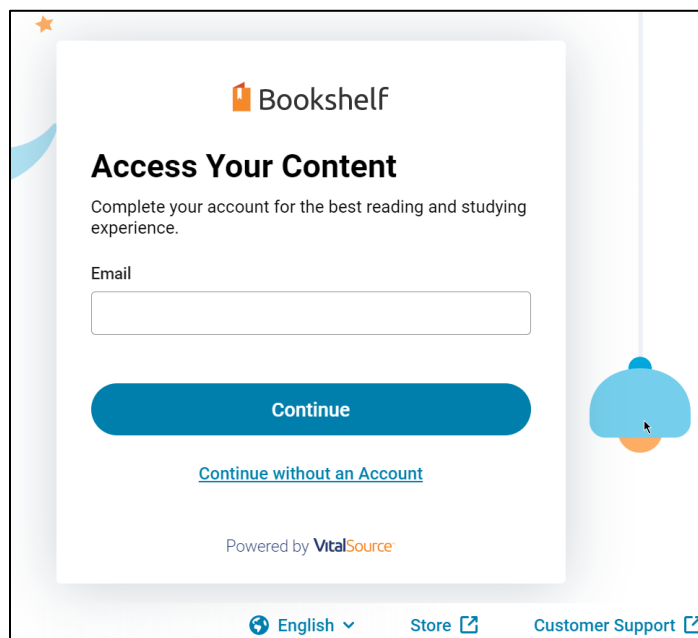 Bookshelf
Access Your Content
Complete your account for the best reading and studying
experience.
Email
Continue
Continue without an Account
Powered by VitalSource
English Store Customer Support